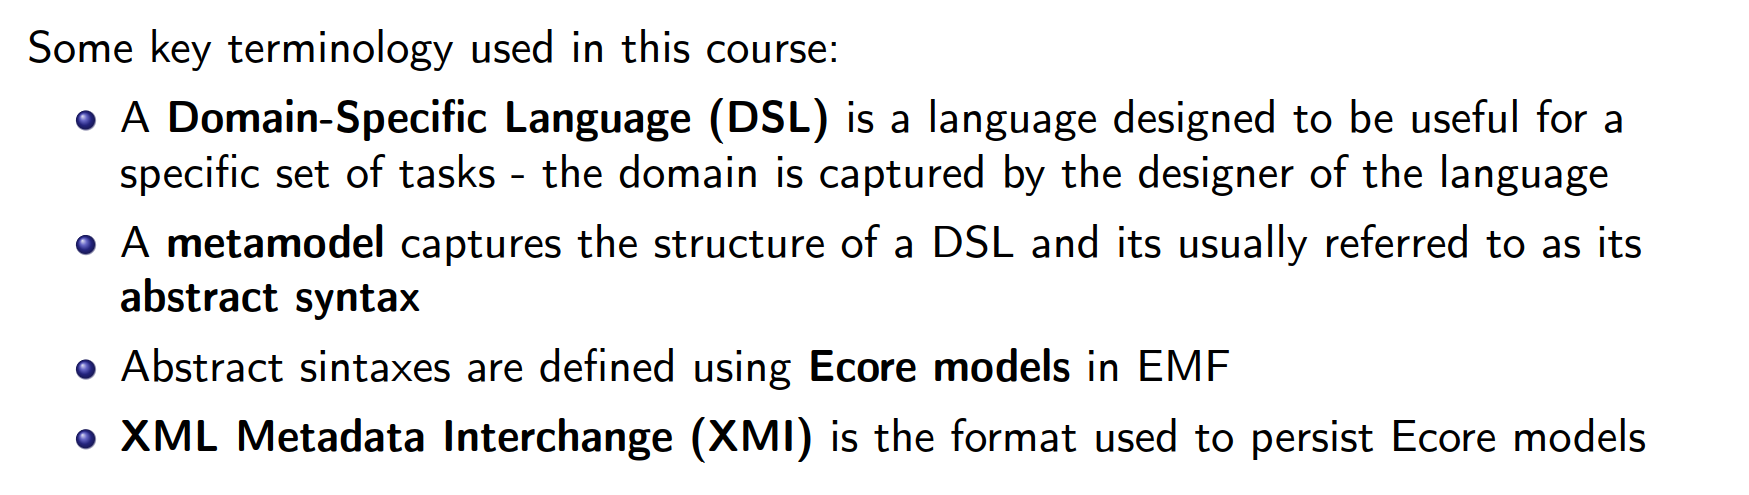 Some key terminology used in this course:
A Domain-Specific Language (DSL) is a language designed to be useful for a
specific set of tasks - the domain is captured by the designer of the language
A metamodel captures the structure of a DSL and its usually referred to as its
abstract syntax
Abstract sintaxes are defined using Ecore models in EMF
XML Metadata Interchange (XMI) is the format used to persist Ecore models